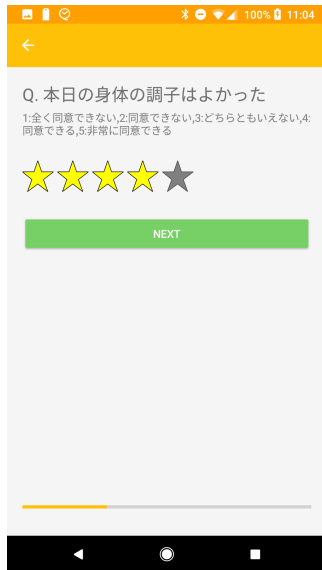 100% 11:04
Q. 本日の身体の調子はよかった
1:全く同意できない,2:同意できない,3:どちらともいえない,4:
同意できる,5:非常に同意できる
NEXT